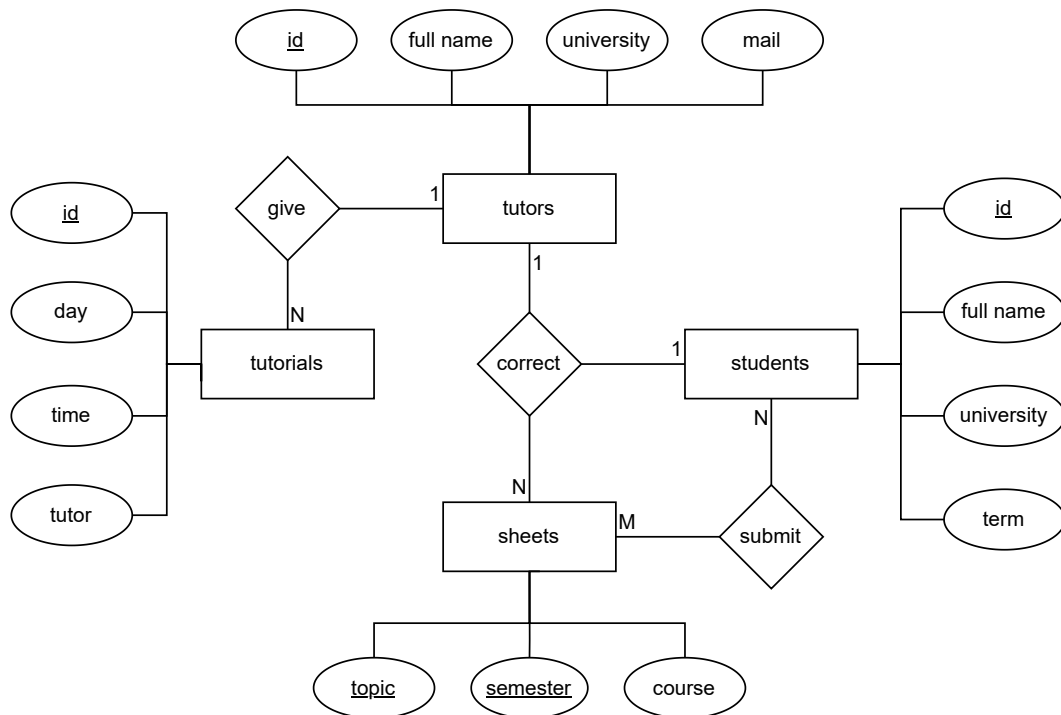 id
full name
university
mail
give
1
tutors
1
id
id
day
full name
N
tutorials
correct
1
students
time
N
university
tutor
N
sheets
M
submit
term
topic
semester
course